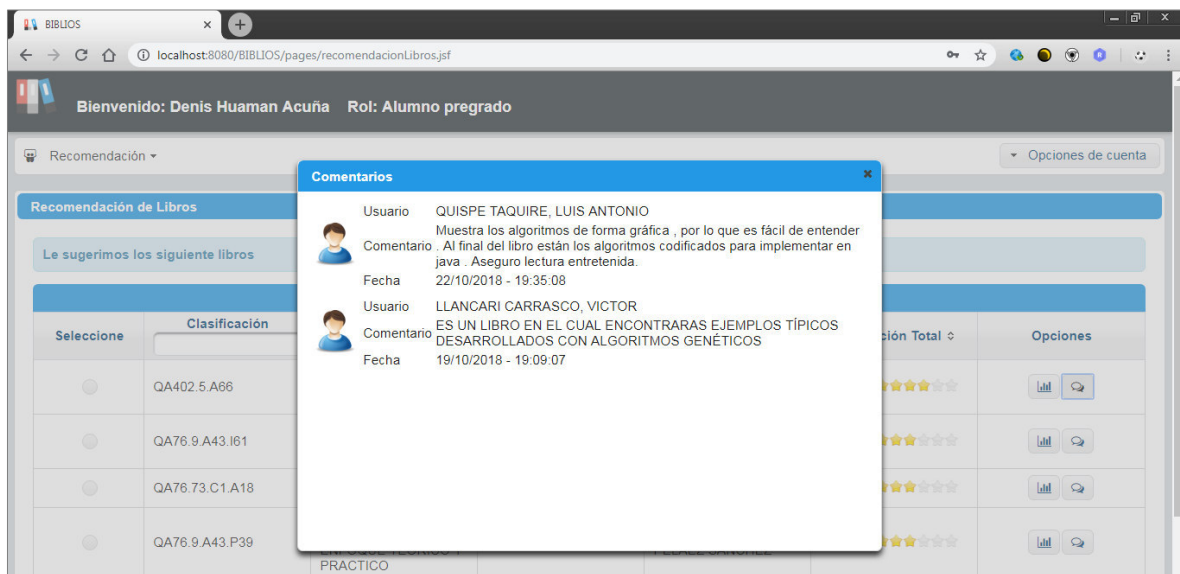 BIBLIOS
localhost:8080/BIBLIOS/pages/recomendacionLibros.jsf
Bienvenido: Denis Huaman Acuña Rol: Alumno pregrado
Recomendación
Opciones de cuenta
Comentarios
Recomendación de Libros
Usuario QUISPE TAQUIRE, LUIS ANTONIO
Muestra los algoritmos de forma gráfica , por lo que es fácil de entender
Comentario . Al final del libro están los algoritmos codificados para implementar en
java . Aseguro lectura entretenida.
Fecha 22/10/2018 - 19:35:08
Le sugerimos los siguiente libros
Usuario LLANCARI CARRASCO, VICTOR
Comentario ES UN LIBRO EN EL CUAL ENCONTRARAS EJEMPLOS TÍPICOS
DESARROLLADOS CON ALGORITMOS GENÉTICOS
Fecha 19/10/2018 - 19:09:07
Seleccione Clasificación ción Total Opciones
QA402.5.A66
QA76.9.A43.I61
QA76.73.C1.A18
QA76.9.A43.P39
PRACTICO